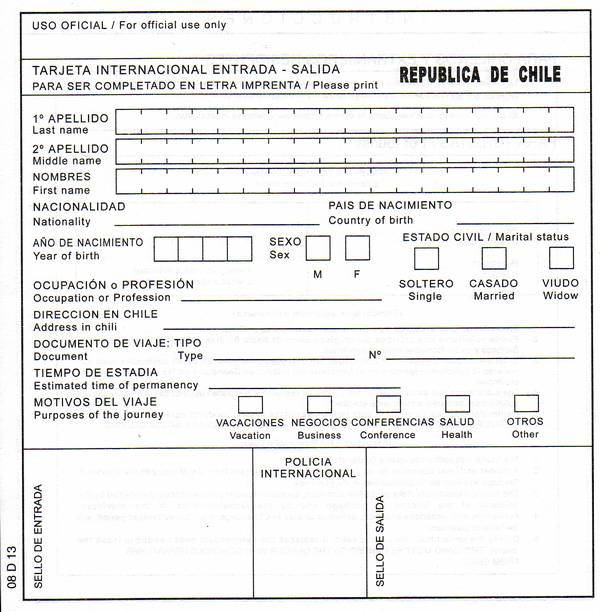 USO OFICIAL / For official use only
TARJETA INTERNACIONAL ENTRADA - SALIDA
REPUBLICA DE CHILE
PARA SER COMPLETADO EN LETRA IMPRENTA / Please print
1º APELLIDO
Last name
2º APELLIDO
Middle name
NOMBRES
First name
NACIONALIDAD
Nationality
PAIS DE NACIMIENTO
Country of birth
AÑO DE NACIMIENTO
Year of birth
SEXO
Sex
M F
ESTADO CIVIL / Marital status
SOLTERO CASADO VIUDO
Single Married Widow
OCUPACIÓN o PROFESIÓN
Occupation or Profession
DIRECCION EN CHILE
Address in chili
DOCUMENTO DE VIAJE: TIPO
Document Type Nº
TIEMPO DE ESTADIA
Estimated time of permanency
MOTIVOS DEL VIAJE
Purposes of the journey
VACACIONES NEGOCIOS CONFERENCIAS SALUD OTROS
Vacation Business Conference Health Other
SELLO DE ENTRADA
POLICIA
INTERNACIONAL
SELLO DE SALIDA
08 D 13